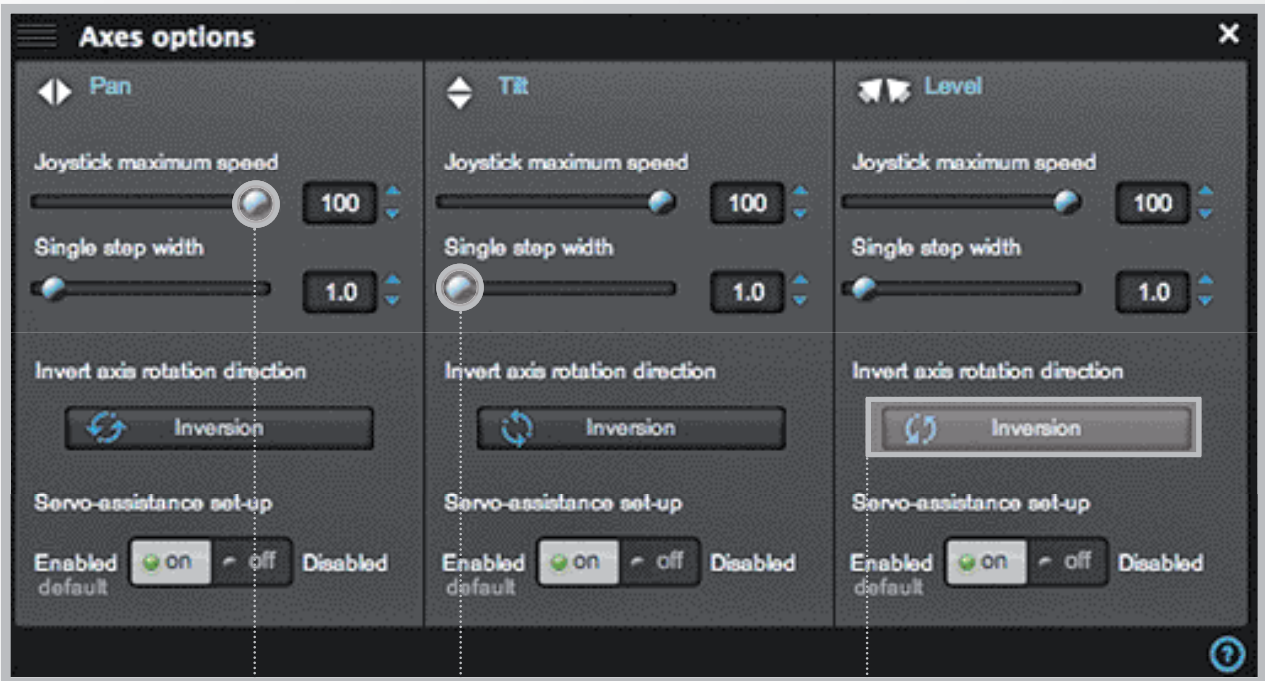 Axes options
Pan
Joystick maximum speed
100
Single step width
1.0
Invert axis rotation direction
Inversion
Servo-assistance set-up
Enabled on off Disabled
default
Tilt
Joystick maximum speed
100
Single step width
1.0
Invert axis rotation direction
Inversion
Servo-assistance set-up
Enabled on off Disabled
default
Level
Joystick maximum speed
100
Single step width
1.0
Invert axis rotation direction
Inversion
Servo-assistance set-up
Enabled on off Disabled
default
?